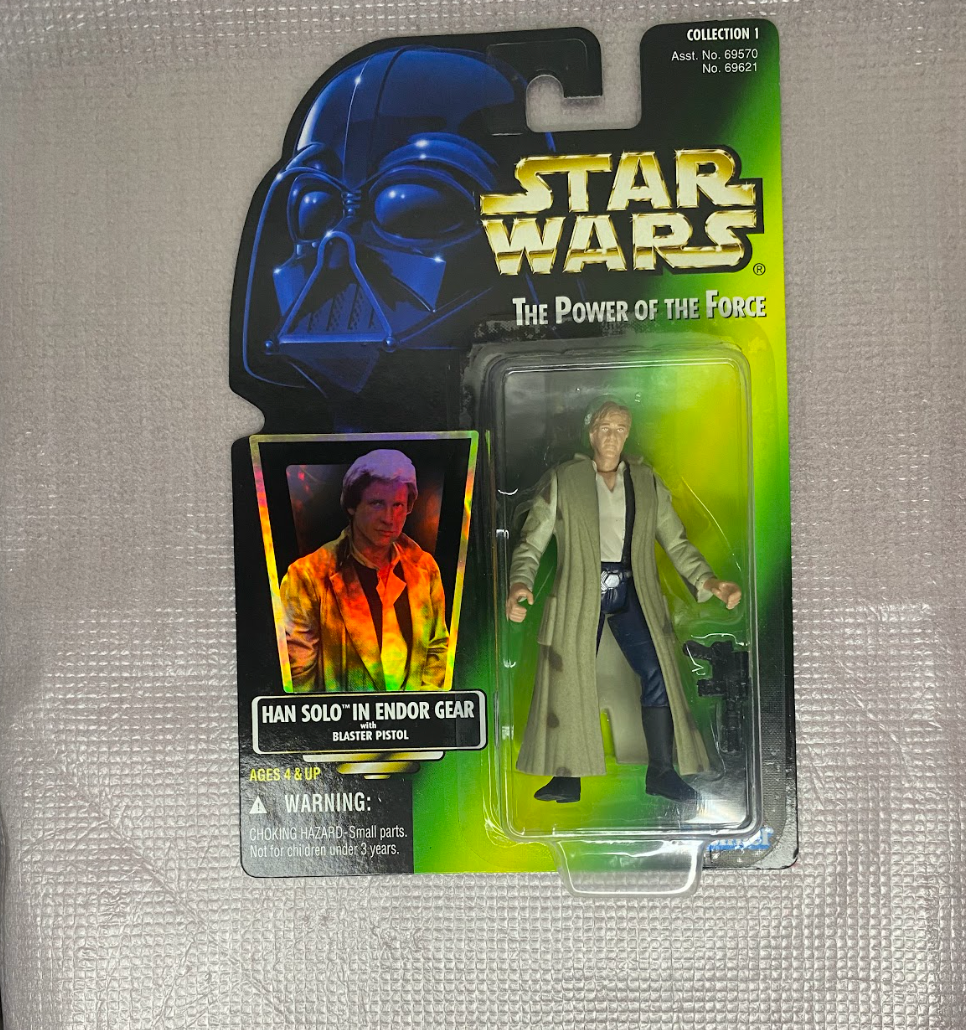 COLLECTION 1
Asst. No. 69570
No. 69621
STAR
WARS
®
THE POWER OF THE FORCE
HAN SOLO™ IN ENDOR GEAR
with
BLASTER PISTOL
AGES 4 & UP
WARNING:
CHOKING HAZARD-Small parts.
Not for children under 3 years.